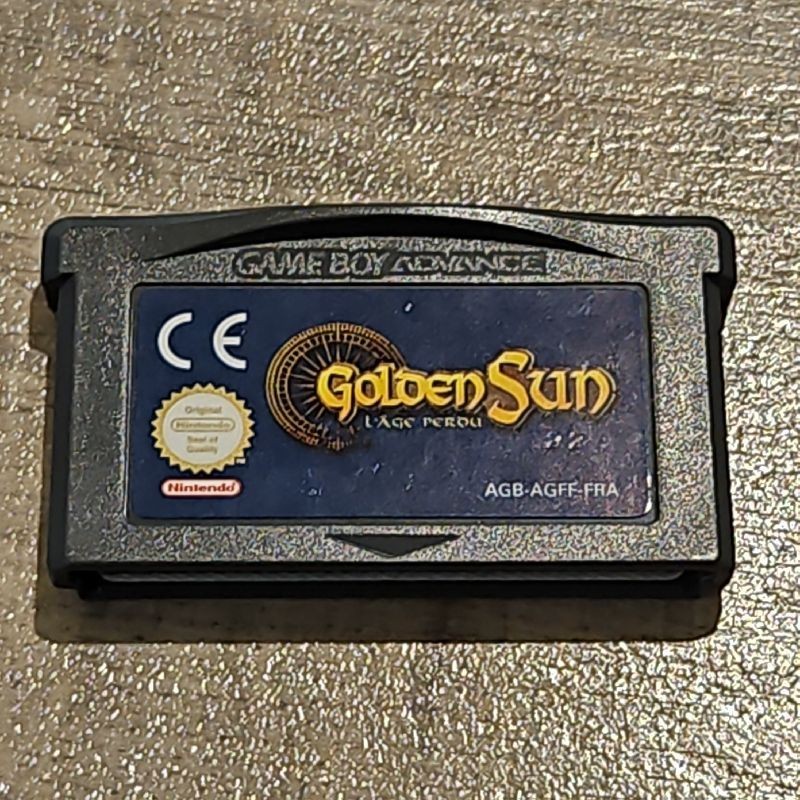 GAME BOY ADVANCE
CE
Original
Nintendo
Seal of
Quality
Nintendo
GOLDEN SUN
L'ÂGE PERDU
AGB-AGFF-FRA